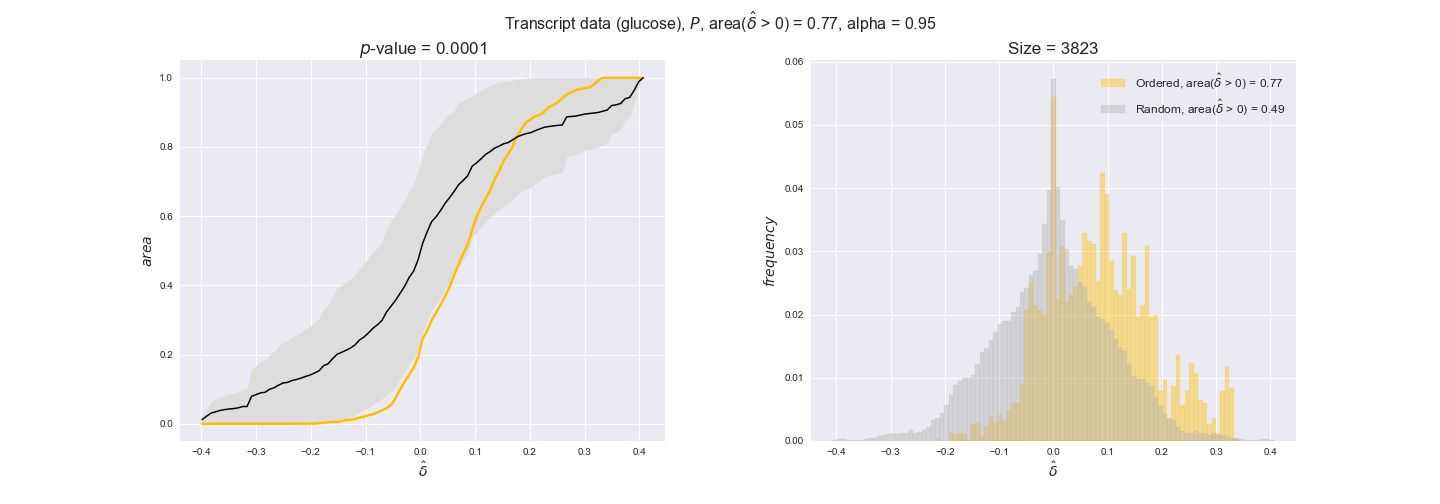 Transcript data (glucose), P, area(δ̂ > 0) = 0.77, alpha = 0.95
p-value = 0.0001
1.0
0.8
0.6
0.4
0.2
0.0
area
−0.4 −0.3 −0.2 −0.1 0.0 0.1 0.2 0.3 0.4
δ̂
Size = 3823
0.06
0.05
0.04
0.03
0.02
0.01
0.00
frequency
Ordered, area(δ̂ > 0) = 0.77
Random, area(δ̂ > 0) = 0.49
−0.4 −0.3 −0.2 −0.1 0.0 0.1 0.2 0.3 0.4
δ̂